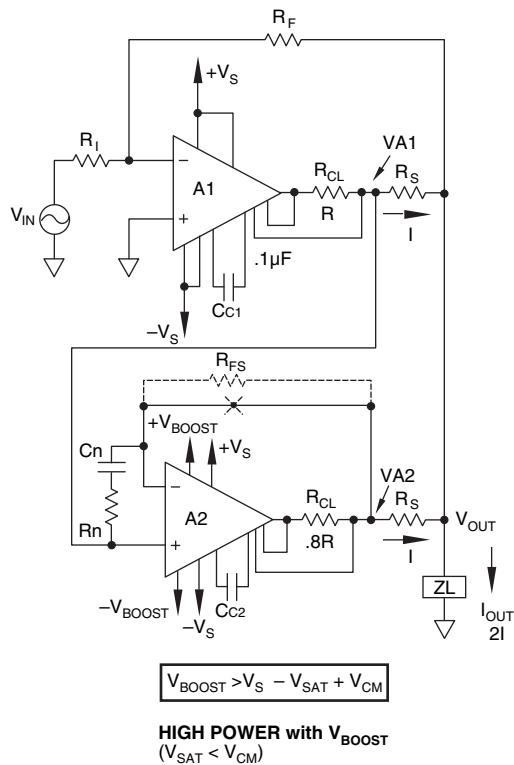 R_F
+V_S
R_I
VA1
−
A1
R_CL
R_S
V_IN
+
R
I
.1μF
C_C1
−V_S
R_FS
+V_BOOST
+V_S
Cn
VA2
−
R_CL
R_S
A2
V_OUT
Rn
+
.8R
I
−V_BOOST
−V_S
C_C2
ZL
I_OUT
2I
V_BOOST >V_S − V_SAT + V_CM
HIGH POWER with V_BOOST
(V_SAT < V_CM)